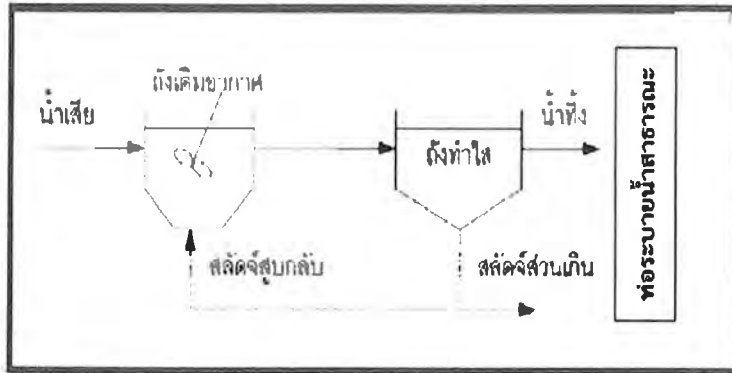 ถังเติมอากาศ
น้ำเสีย
น้ำทิ้ง
ถังทำใส
สลัดจ์สูบกลับ
สลัดจ์ส่วนเกิน
ท่อระบายน้ำสาธารณะ